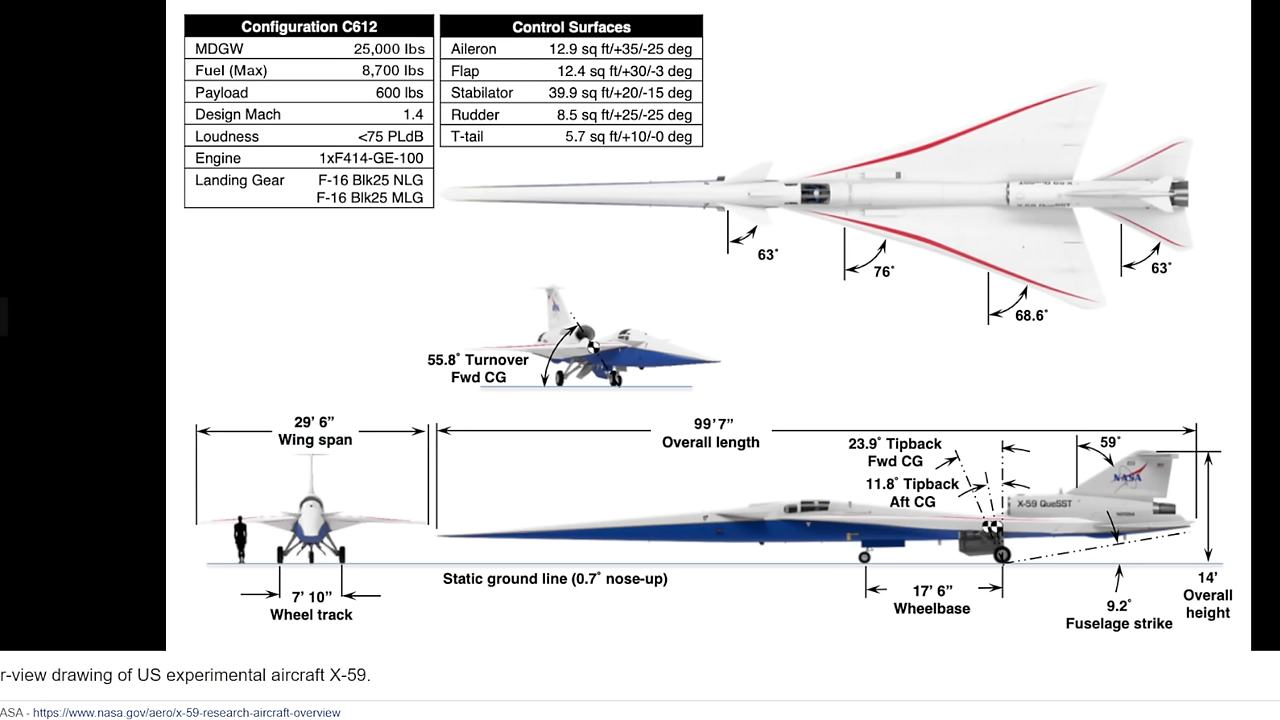 Configuration C612
MDGW 25,000 lbs
Fuel (Max) 8,700 lbs
Payload 600 lbs
Design Mach 1.4
Loudness <75 PLdB
Engine 1xF414-GE-100
Landing Gear F-16 Blk25 NLG
F-16 Blk25 MLG
Control Surfaces
Aileron 12.9 sq ft/+35/-25 deg
Flap 12.4 sq ft/+30/-3 deg
Stabilator 39.9 sq ft/+20/-15 deg
Rudder 8.5 sq ft/+25/-25 deg
T-tail 5.7 sq ft/+10/-0 deg
63˚
76˚
68.6˚
63˚
X-59 QueSST
55.8˚ Turnover
Fwd CG
29’ 6”
Wing span
99’ 7”
Overall length
23.9˚ Tipback
Fwd CG
11.8˚ Tipback
Aft CG
59˚
NASA
X-59 QueSST
Static ground line (0.7˚ nose-up)
7’ 10”
Wheel track
17’ 6”
Wheelbase
9.2˚
Fuselage strike
14’
Overall
height
r-view drawing of US experimental aircraft X-59.
ASA - https://www.nasa.gov/aero/x-59-research-aircraft-overview